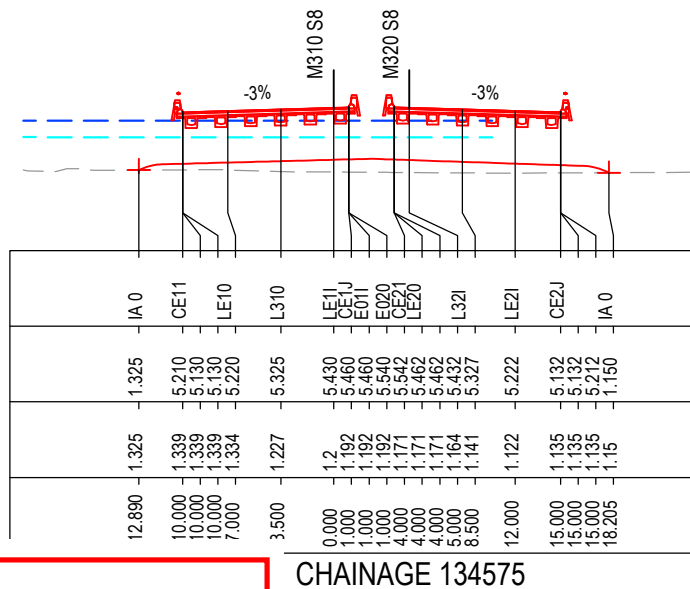 M310 S8
M320 S8
-3%
-3%
IA 0
CE11
LE10
L310
LE1I
CE1J
E01I
E020
CE21
LE20
L32I
LE2I
CE2J
IA 0
1.325 5.210 5.130 5.130 5.220 5.325 5.430 5.460 5.460 5.540 5.542 5.462 5.462 5.432 5.327 5.222 5.132 5.132 5.212 1.150
1.325 1.339 1.339 1.339 1.334 1.227 1.2 1.192 1.192 1.192 1.171 1.171 1.171 1.164 1.141 1.122 1.135 1.135 1.135 1.15
12.890 10.000 10.000 10.000 7.000 3.500 0.000 1.000 1.000 1.000 4.000 4.000 4.000 5.000 8.500 12.000 15.000 15.000 15.000 18.205
CHAINAGE 134575